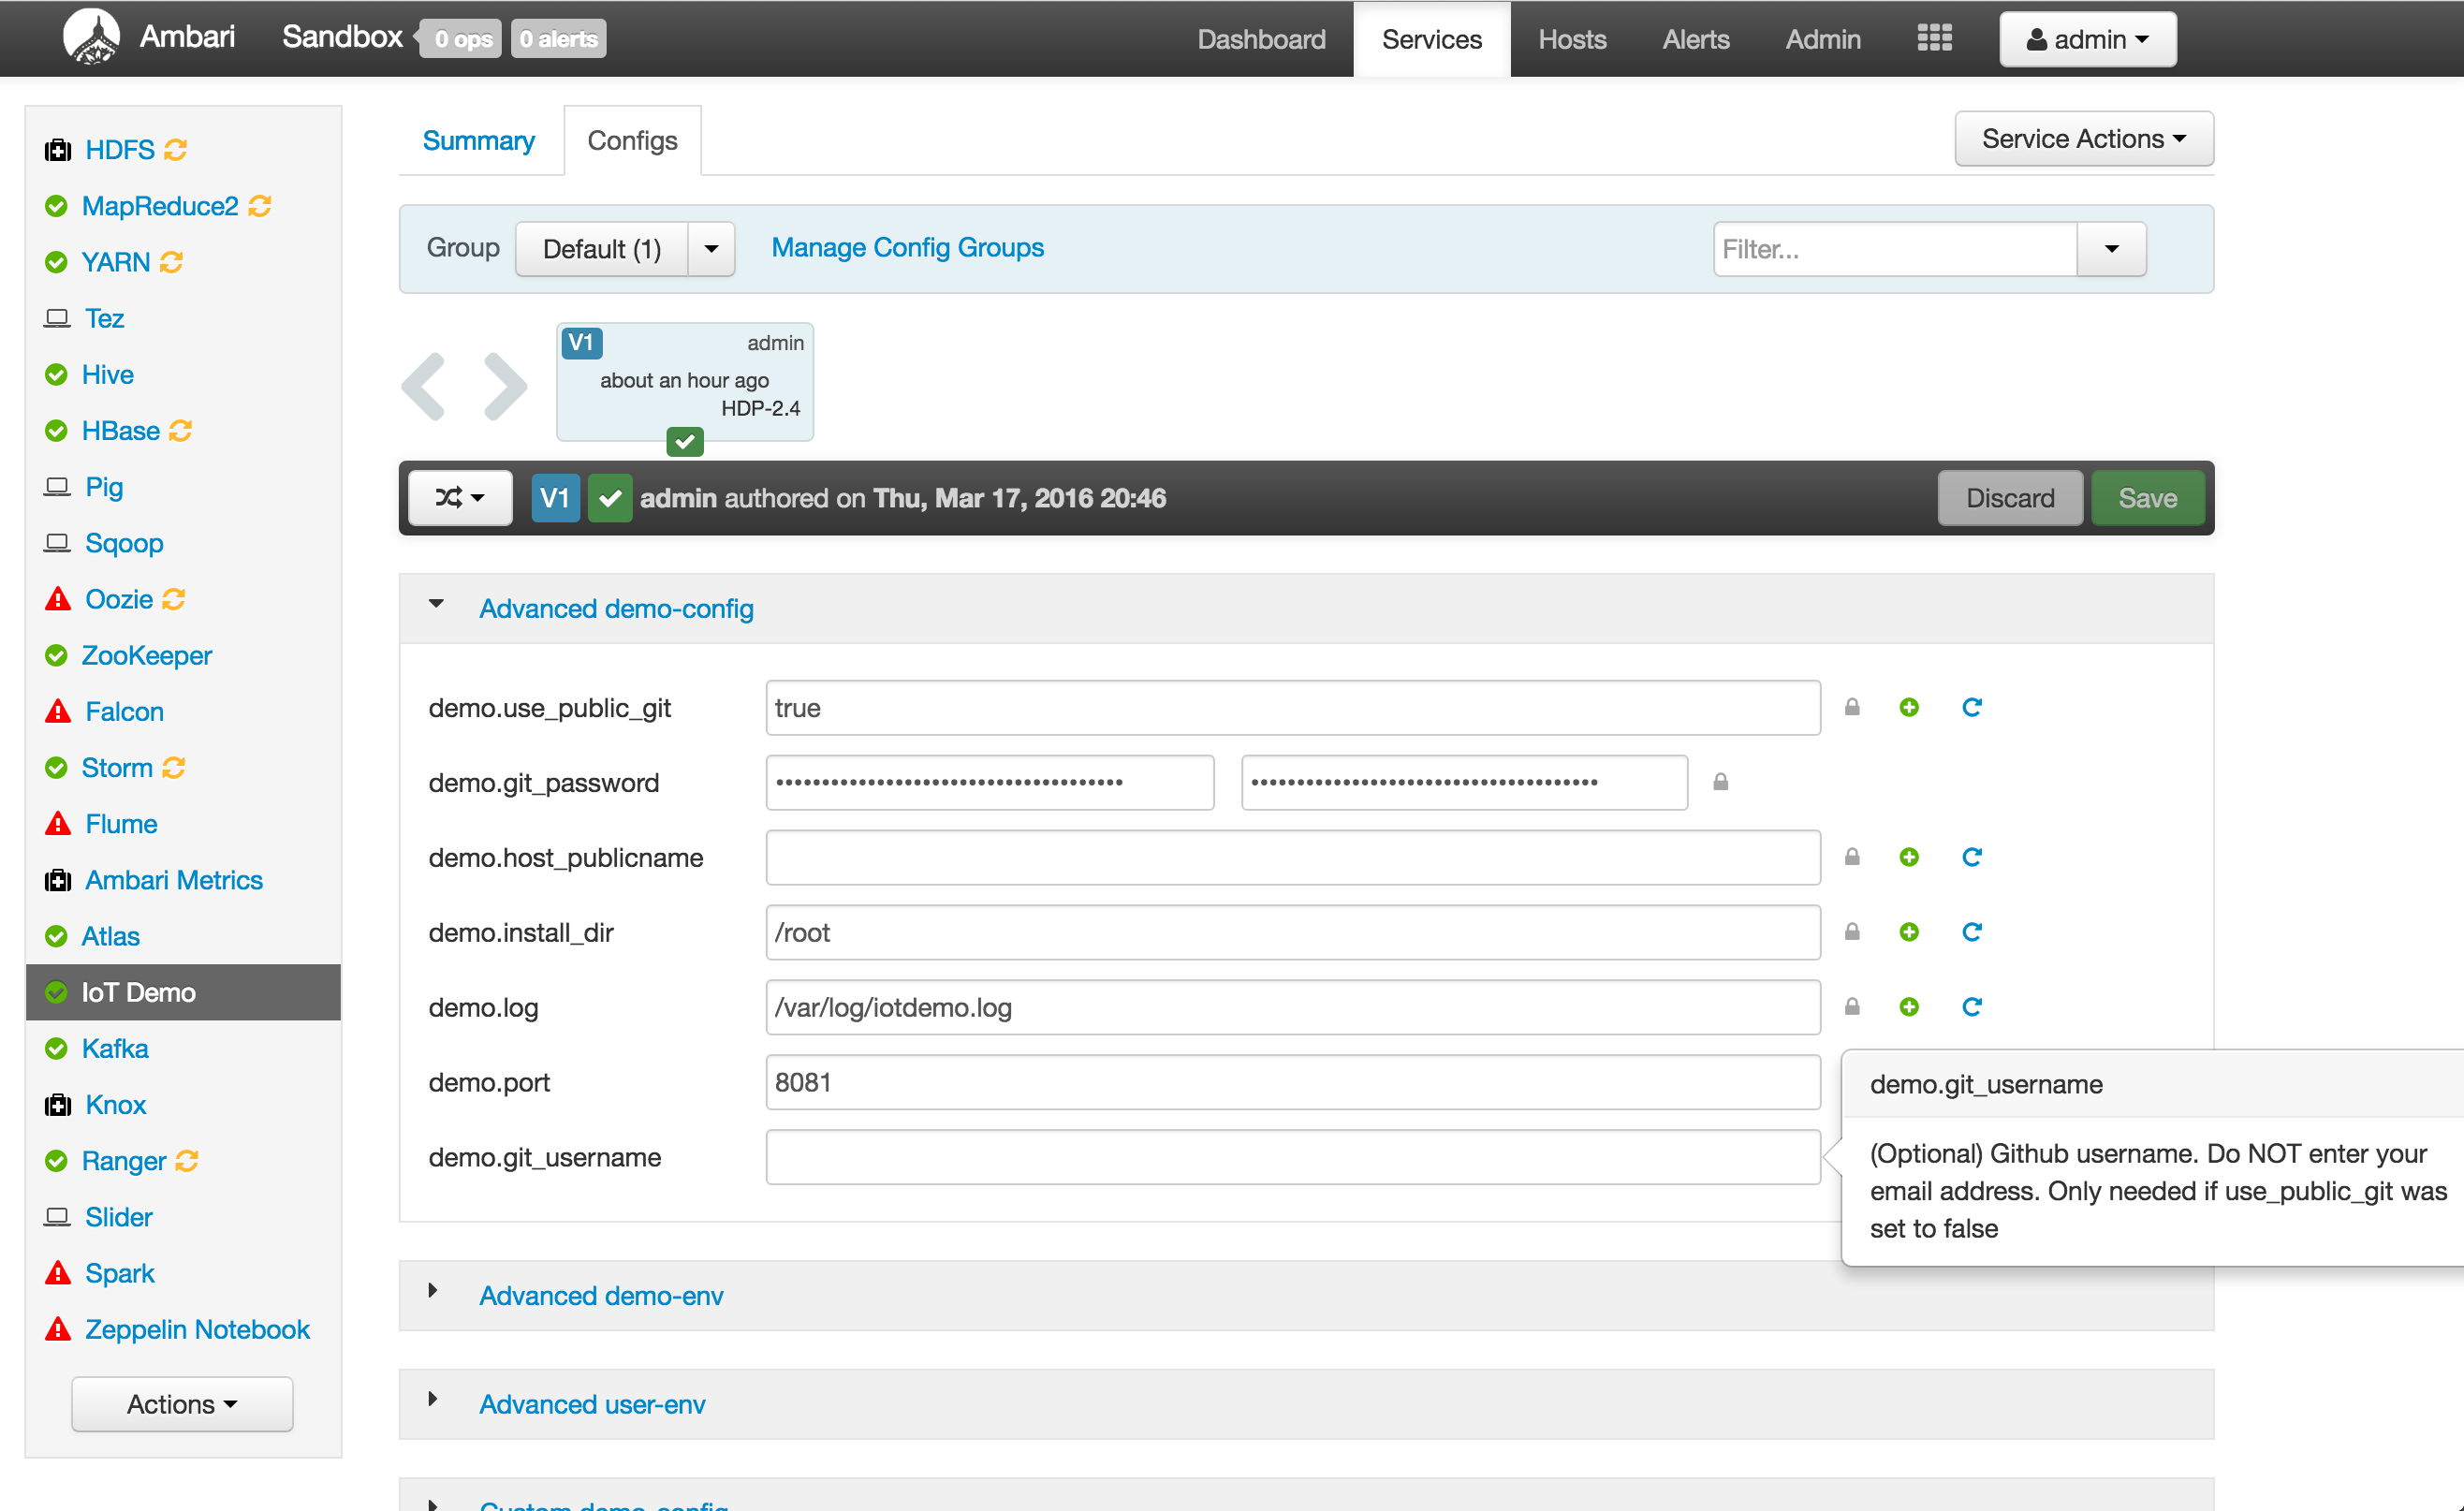 Ambari Sandbox 0 ops 0 alerts Dashboard Services Hosts Alerts Admin admin
HDFS
MapReduce2
YARN
Tez
Hive
HBase
Pig
Sqoop
Oozie
ZooKeeper
Falcon
Storm
Flume
Ambari Metrics
Atlas
IoT Demo
Kafka
Knox
Ranger
Slider
Spark
Zeppelin Notebook
Actions
Summary Configs Service Actions
Group Default (1) Manage Config Groups Filter...
V1 admin
about an hour ago
HDP-2.4
V1 admin authored on Thu, Mar 17, 2016 20:46 Discard Save
Advanced demo-config
demo.use_public_git true
demo.git_password
demo.host_publicname
demo.install_dir /root
demo.log /var/log/iotdemo.log
demo.port 8081
demo.git_username
demo.git_username
(Optional) Github username. Do NOT enter your
email address. Only needed if use_public_git was
set to false
Advanced demo-env
Advanced user-env
Custom demo-config